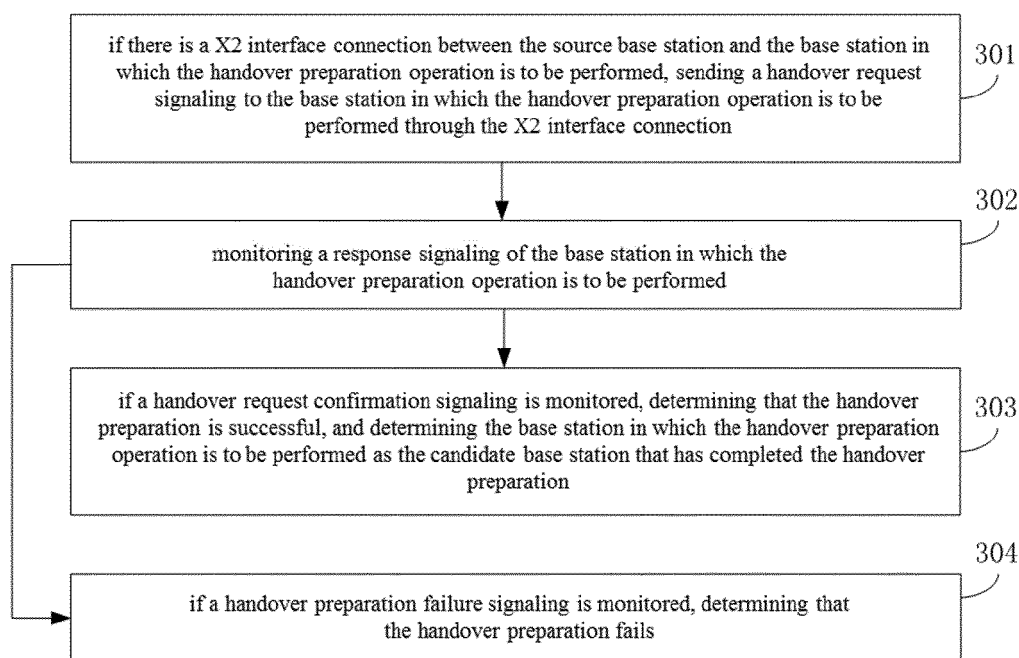 if there is a X2 interface connection between the source base station and the base station in
which the handover preparation operation is to be performed, sending a handover request
signaling to the base station in which the handover preparation operation is to be
performed through the X2 interface connection
301
302
monitoring a response signaling of the base station in which the
handover preparation operation is to be performed
if a handover request confirmation signaling is monitored, determining that the handover
preparation is successful, and determining the base station in which the handover preparation
operation is to be performed as the candidate base station that has completed the handover
preparation
303
304
if a handover preparation failure signaling is monitored, determining that
the handover preparation fails